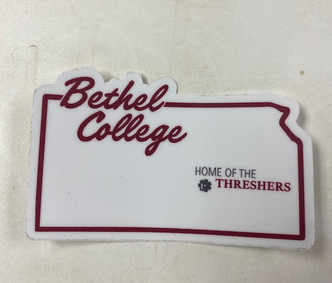 Bethel
College
HOME OF THE
THRESHERS